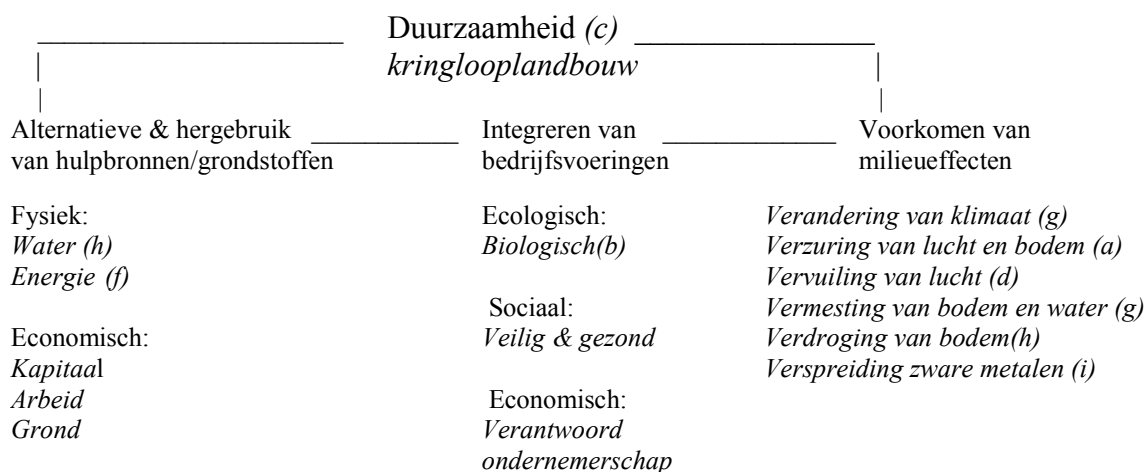 Duurzaamheid (c)
kringlooplandbouw
Alternatieve & hergebruik
van hulpbronnen/grondstoffen
Integreren van
bedrijfsvoeringen
Voorkomen van
milieueffecten
Fysiek:
Water (h)
Energie (f)
Economisch:
Kapitaal
Arbeid
Grond
Ecologisch:
Biologisch(b)
Sociaal:
Veilig & gezond
Economisch:
Verantwoord
ondernemerschap
Verandering van klimaat (g)
Verzuring van lucht en bodem (a)
Vervuiling van lucht (d)
Vermesting van bodem en water (g)
Verdroging van bodem(h)
Verspreiding zware metalen (i)